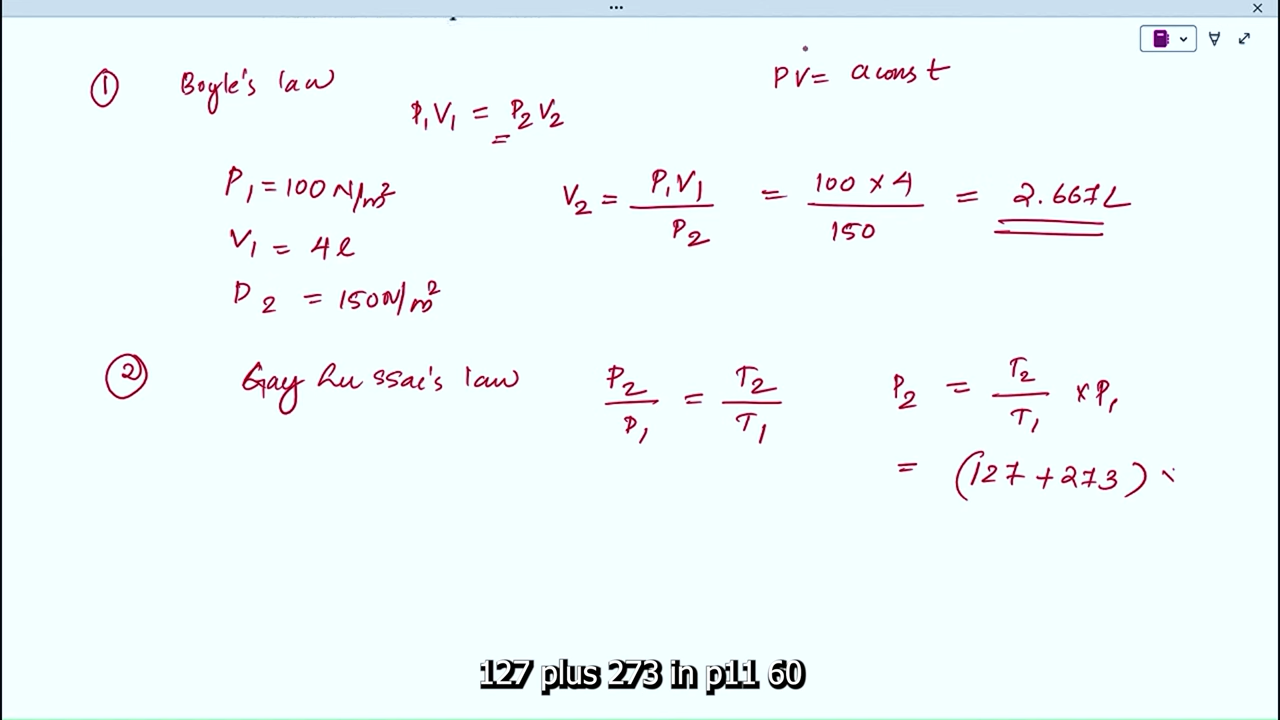 ① Boyle's law
PV = a const
P₁V₁ = P₂V₂
P₁ = 100 N/m²
V₂ = P₁V₁ / P₂ = 100 × 4 / 150 = 2.667L
V₁ = 4l
P₂ = 150N/m²
② Gay Lussac's law P₂/P₁ = T₂/T₁ P₂ = T₂/T₁ × P₁
= (127 + 273) ×
127 plus 273 in p11 60